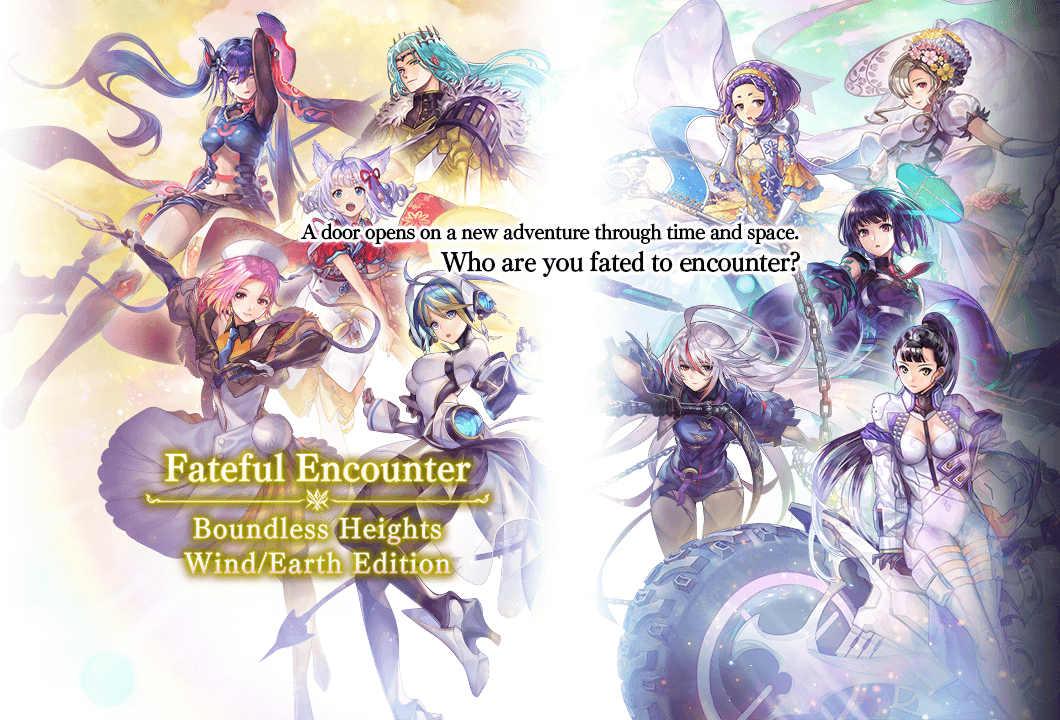 A door opens on a new adventure through time and space.
Who are you fated to encounter?
Fateful Encounter
Boundless Heights
Wind/Earth Edition